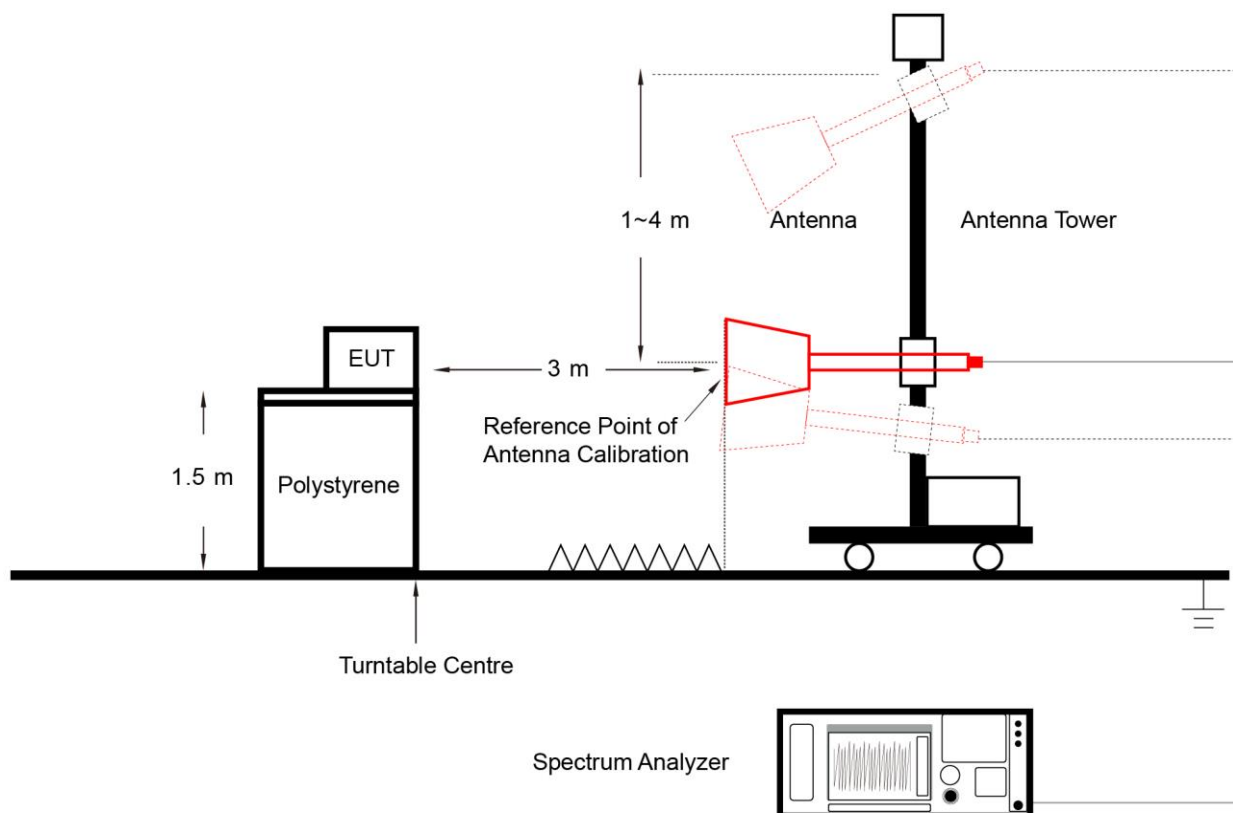 1~4 m
Antenna
Antenna Tower
EUT
3 m
Reference Point of
Antenna Calibration
1.5 m
Polystyrene
Turntable Centre
Spectrum Analyzer